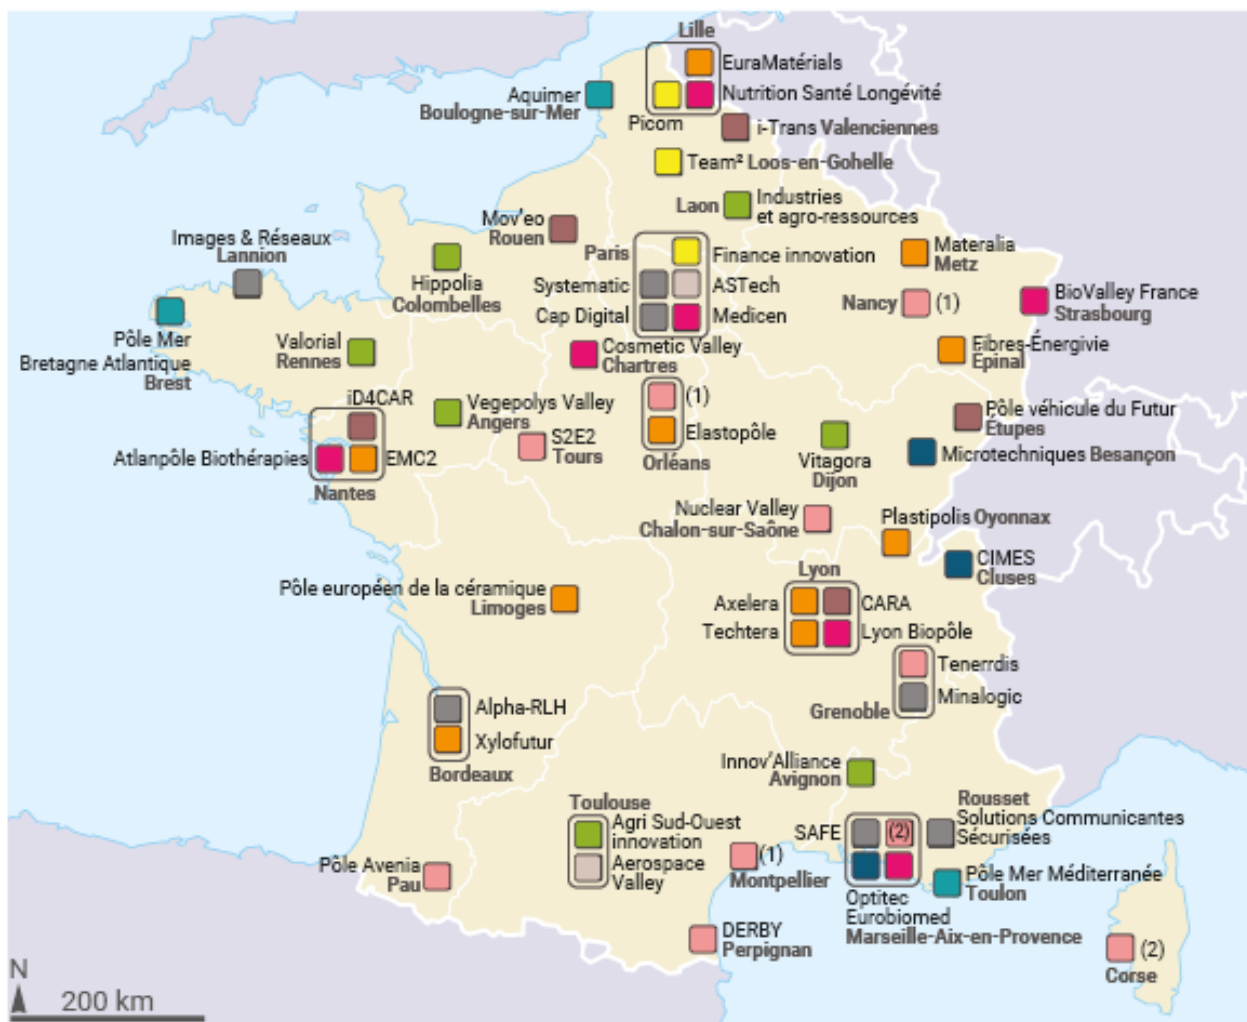 Lille
EuraMatérials
Aquimer
Boulogne-sur-Mer
Nutrition Santé Longévité
Picom
i-Trans Valenciennes
Team² Loos-en-Gohelle
Laon
Industries
et agro-ressources
Mov'eo
Rouen
Images & Réseaux
Lannion
Paris
Finance innovation
Materalia
Metz
Hippolia
Colombelles
Systematic
ASTech
Nancy
(1)
BioValley France
Strasbourg
Cap Digital
Medicen
Pôle Mer
Bretagne Atlantique
Brest
Valorial
Rennes
Cosmetic Valley
Chartres
Fibres-Énergivie
Épinal
iD4CAR
Vegepolys Valley
Angers
(1)
Elastopôle
Orléans
Pôle véhicule du Futur
Étupes
S2E2
Tours
Atlanpôle Biothérapies
EMC2
Nantes
Vitagora
Dijon
Microtechniques Besançon
Nuclear Valley
Chalon-sur-Saône
Plastipolis Oyonnax
CIMES
Cluses
Pôle européen de la céramique
Limoges
Lyon
Axelera
CARA
Techtera
Lyon Biopôle
Tenerrdis
Minalogic
Grenoble
Alpha-RLH
Xylofutur
Bordeaux
Innov'Alliance
Avignon
Toulouse
Agri Sud-Ouest
innovation
Aerospace
Valley
Rousset
Solutions Communicantes
Sécurisées
SAFE
(2)
(1)
Montpellier
Pôle Avenia
Pau
Pôle Mer Méditerranée
Toulon
Optitec
Eurobiomed
Marseille-Aix-en-Provence
DERBY
Perpignan
(2)
Corse
N
200 km